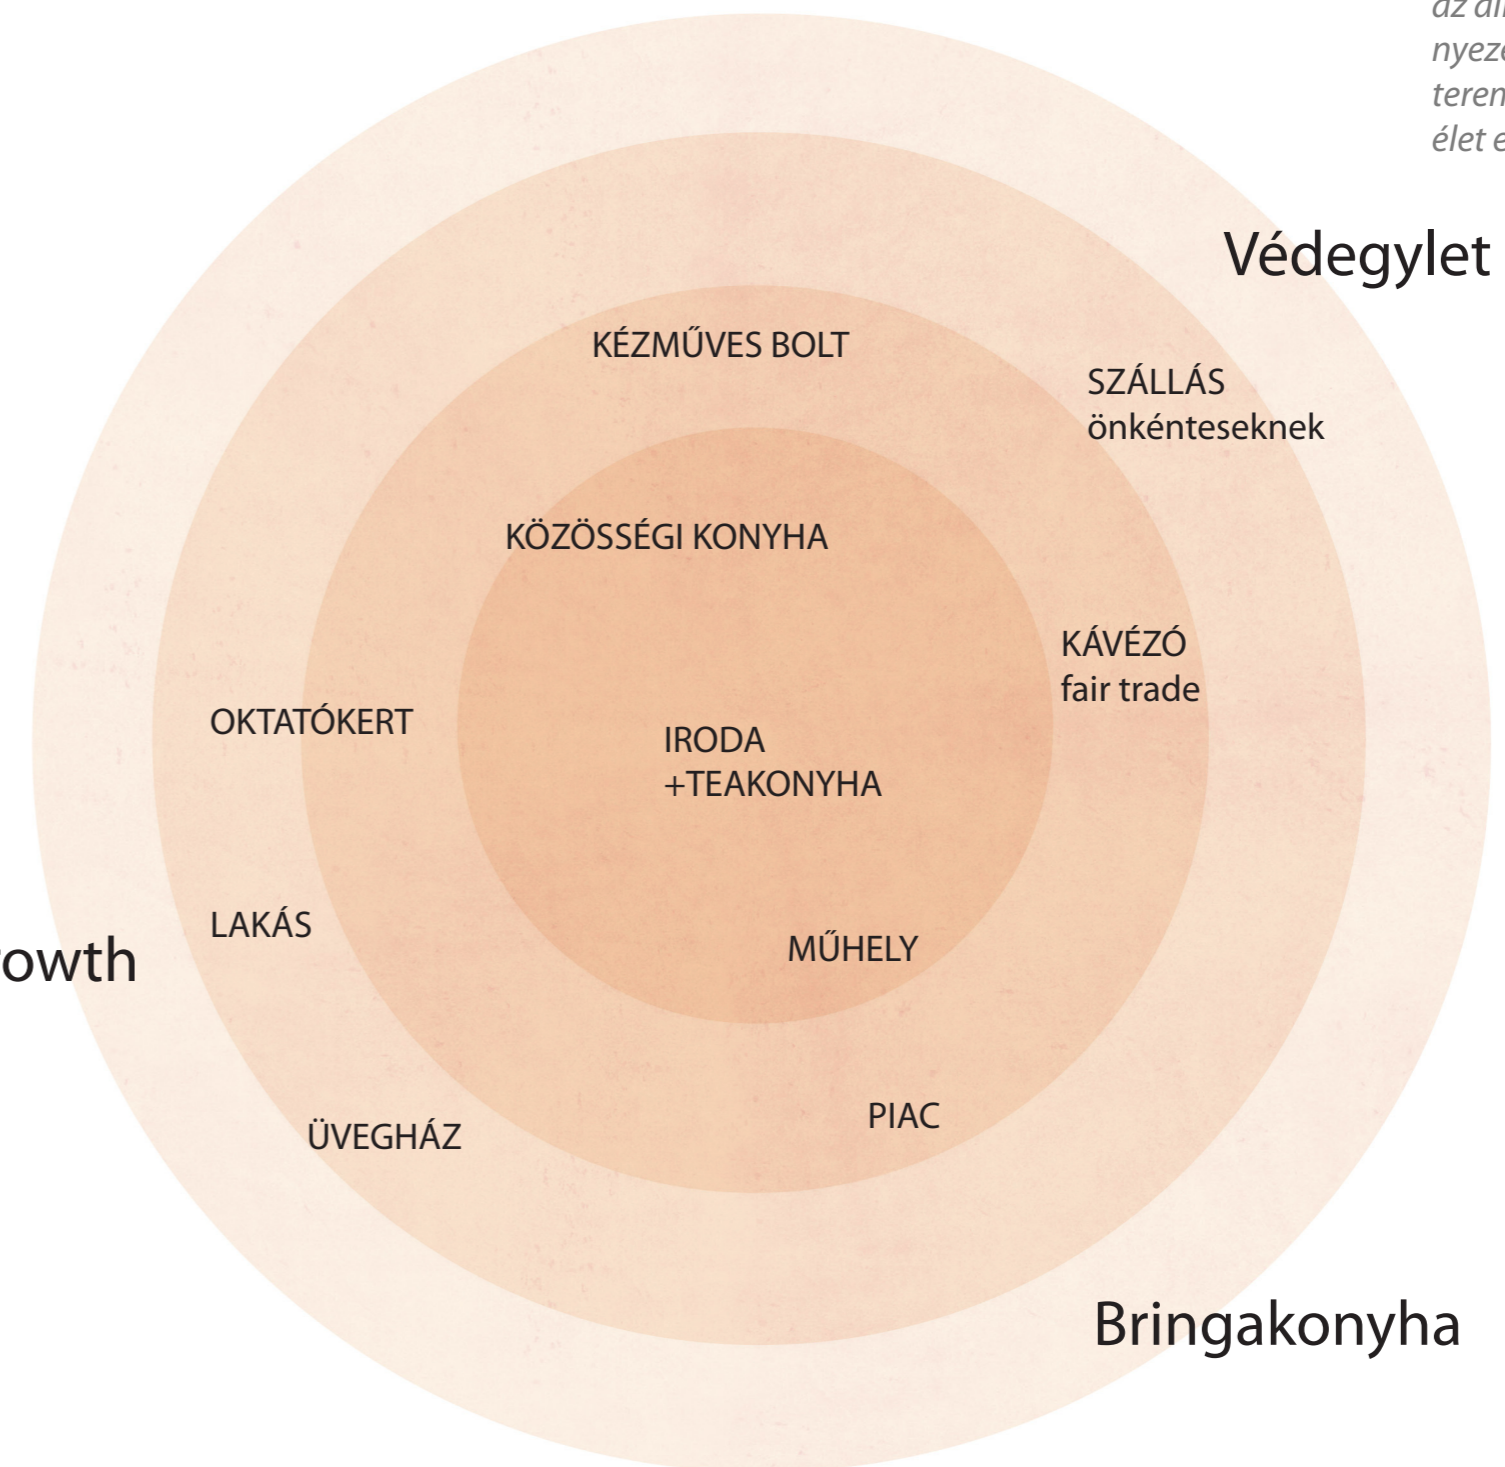 Védegylet
KÉZMŰVES BOLT
SZÁLLÁS
önkénteseknek
KÖZÖSSÉGI KONYHA
KÁVÉZÓ
fair trade
OKTATÓKERT
IRODA
+TEAKONYHA
LAKÁS
MŰHELY
PIAC
ÜVEGHÁZ
Bringakonyha